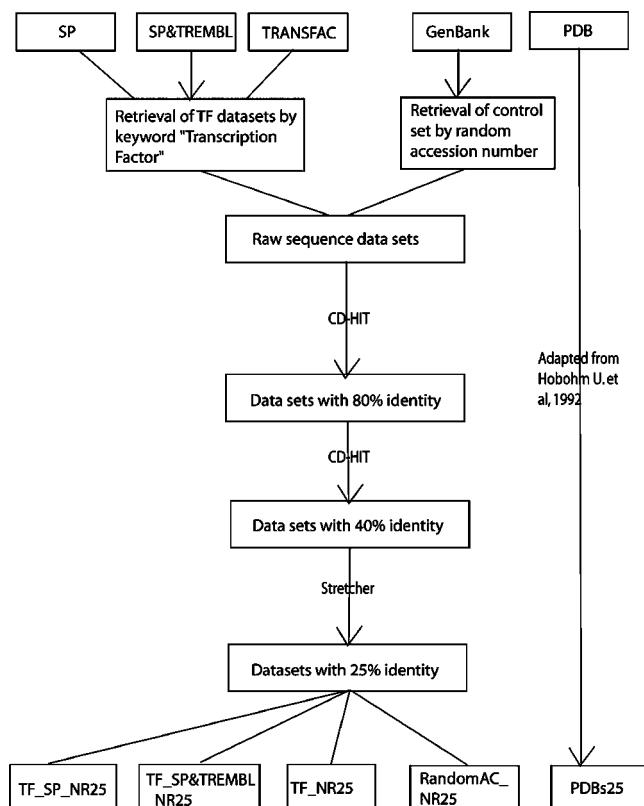 SP
SP&TREMBL
TRANSFAC
GenBank
PDB
Retrieval of TF datasets by
keyword "Transcription
Factor"
Retrieval of control
set by random
accession number
Raw sequence data sets
CD-HIT
Adapted from
Hobohm U. et
al, 1992
Data sets with 80% identity
CD-HIT
Data sets with 40% identity
Stretcher
Datasets with 25% identity
TF_SP_NR25
TF_SP&TREMBL
_NR25
TF_NR25
RandomAC_
NR25
PDBs25